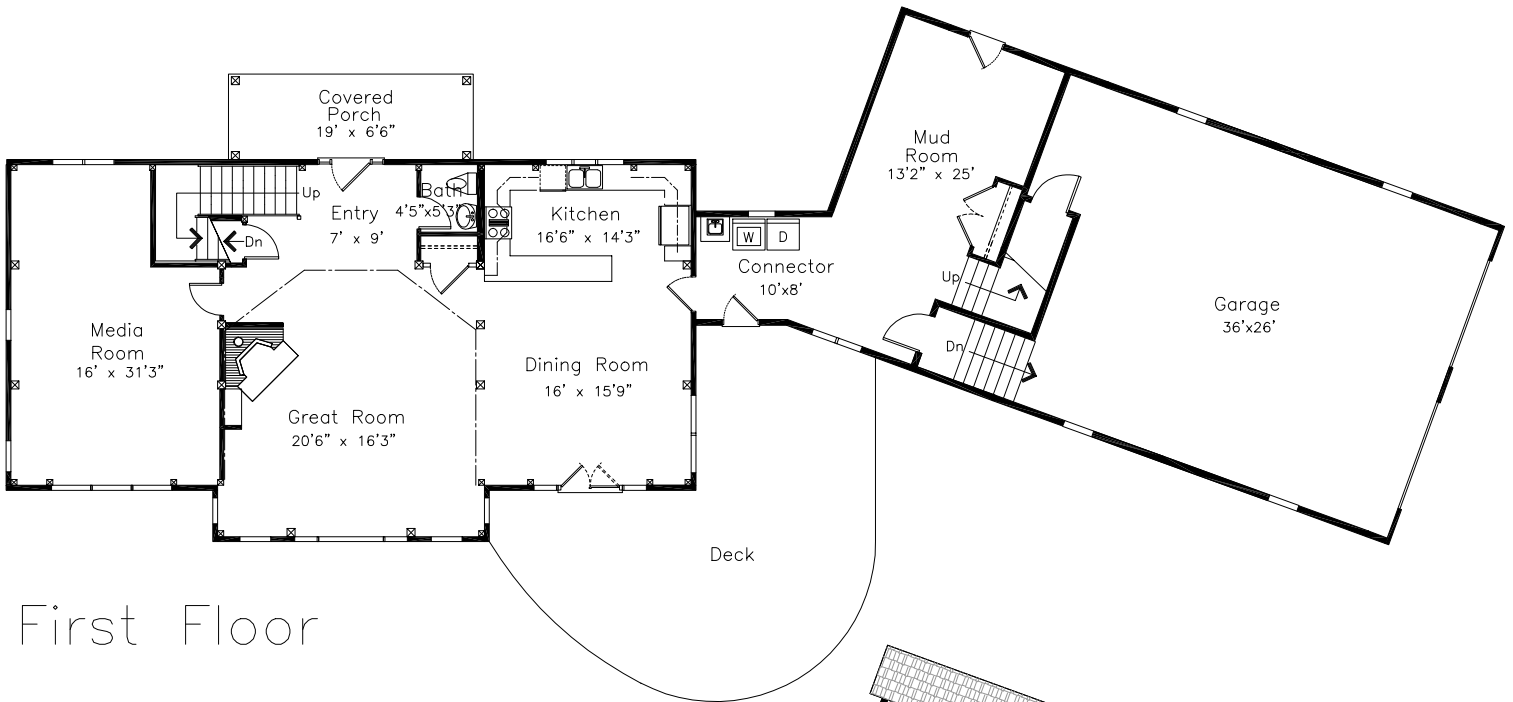 Covered
Porch
19' x 6'6"
Mud
Room
13'2" x 25'
Up
Bath
4'5"x5'3"
Entry
7' x 9'
Dn
Kitchen
16'6" x 14'3"
W
D
Connector
10'x8'
Up
Dn
Garage
36'x26'
Media
Room
16' x 31'3"
Great Room
20'6" x 16'3"
Dining Room
16' x 15'9"
Deck
First Floor